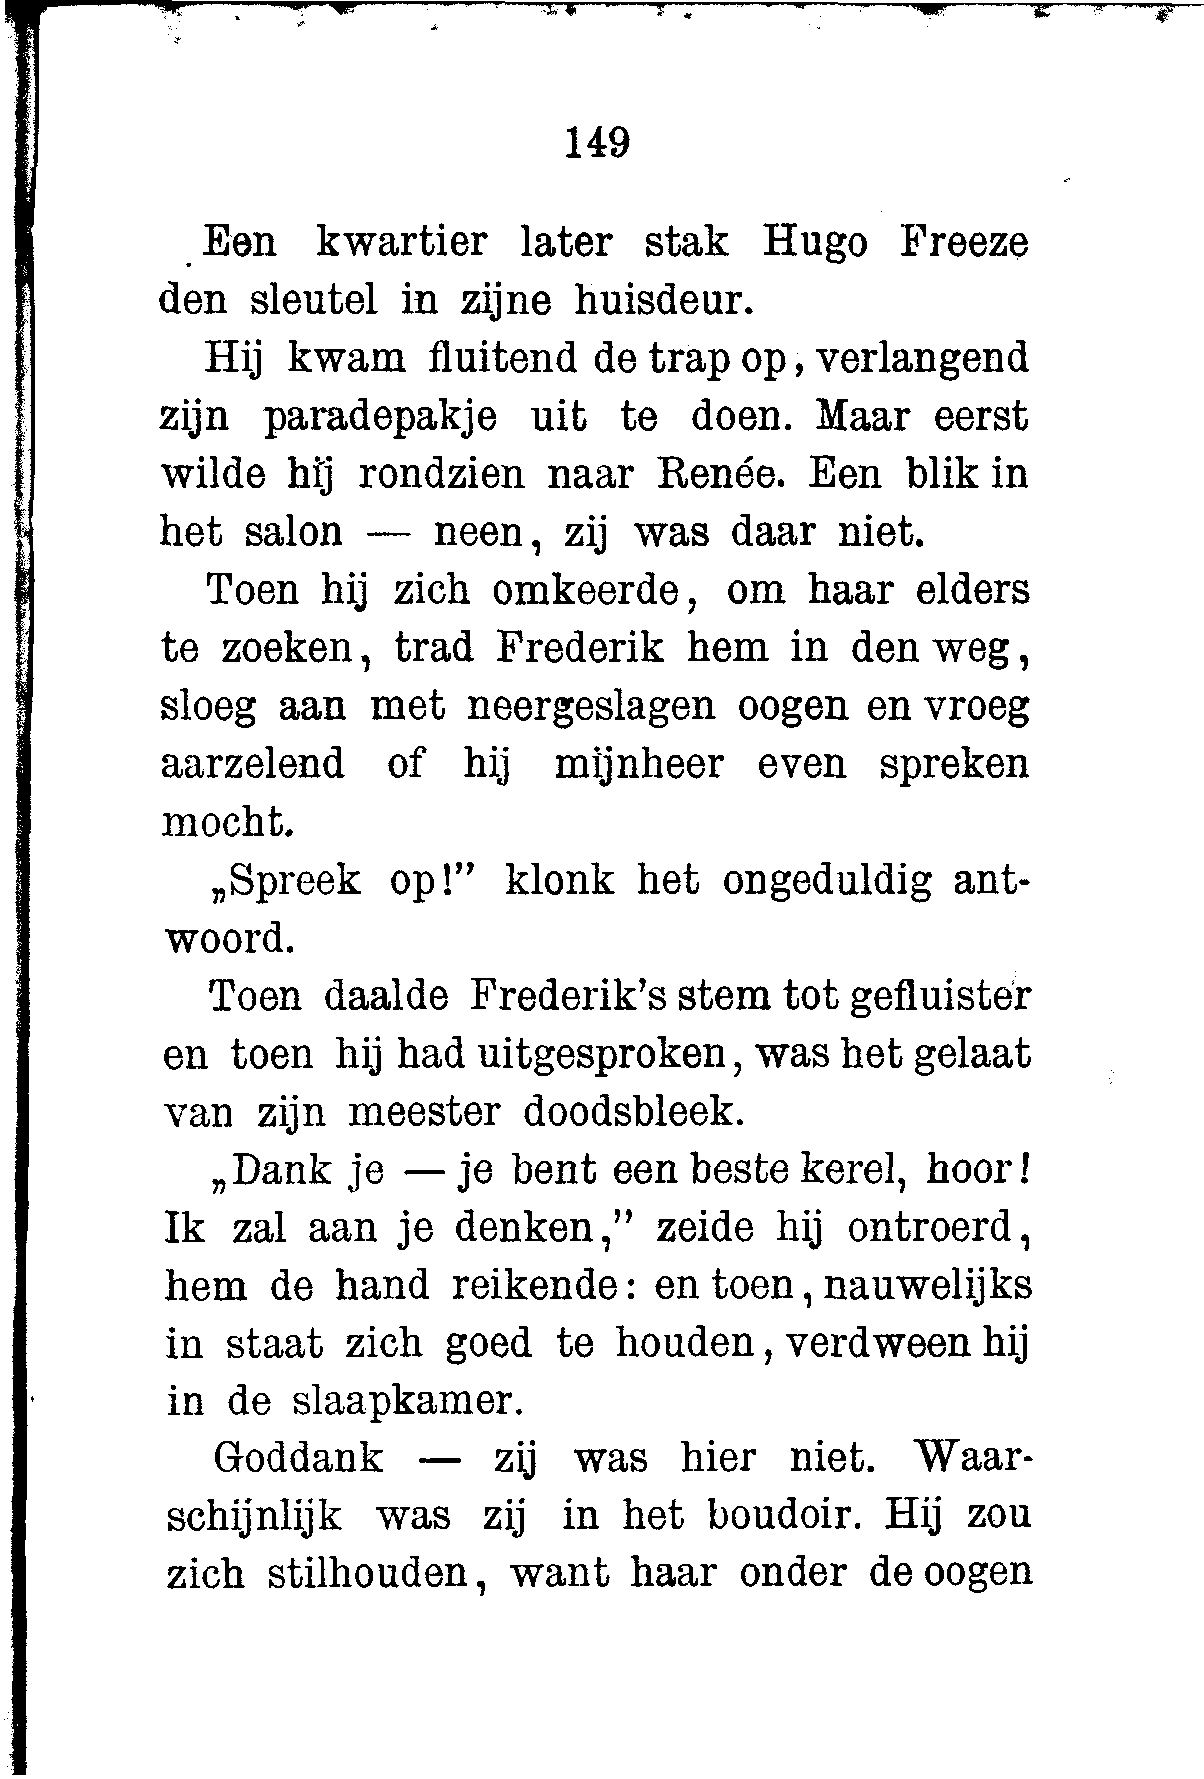 149
Een kwartier later stak Hugo Freeze
den sleutel in zijne huisdeur.
Hij kwam fluitend de trap op, verlangend
zijn paradepakje uit te doen. Maar eerst
wilde hij rondzien naar Renée. Een blik in
het salon — neen, zij was daar niet.
Toen hij zich omkeerde, om haar elders
te zoeken, trad Frederik hem in den weg,
sloeg aan met neergeslagen oogen en vroeg
aarzelend of hij mijnheer even spreken
mocht.
„Spreek op!” klonk het ongeduldig ant-
woord.
Toen daalde Frederik's stem tot gefluister
en toen hij had uitgesproken, was het gelaat
van zijn meester doodsbleek.
„Dank je — je bent een beste kerel, hoor!
Ik zal aan je denken,” zeide hij ontroerd,
hem de hand reikende: en toen, nauwelijks
in staat zich goed te houden, verdween hij
in de slaapkamer.
Goddank — zij was hier niet. Waar-
schijnlijk was zij in het boudoir. Hij zou
zich stilhouden, want haar onder de oogen